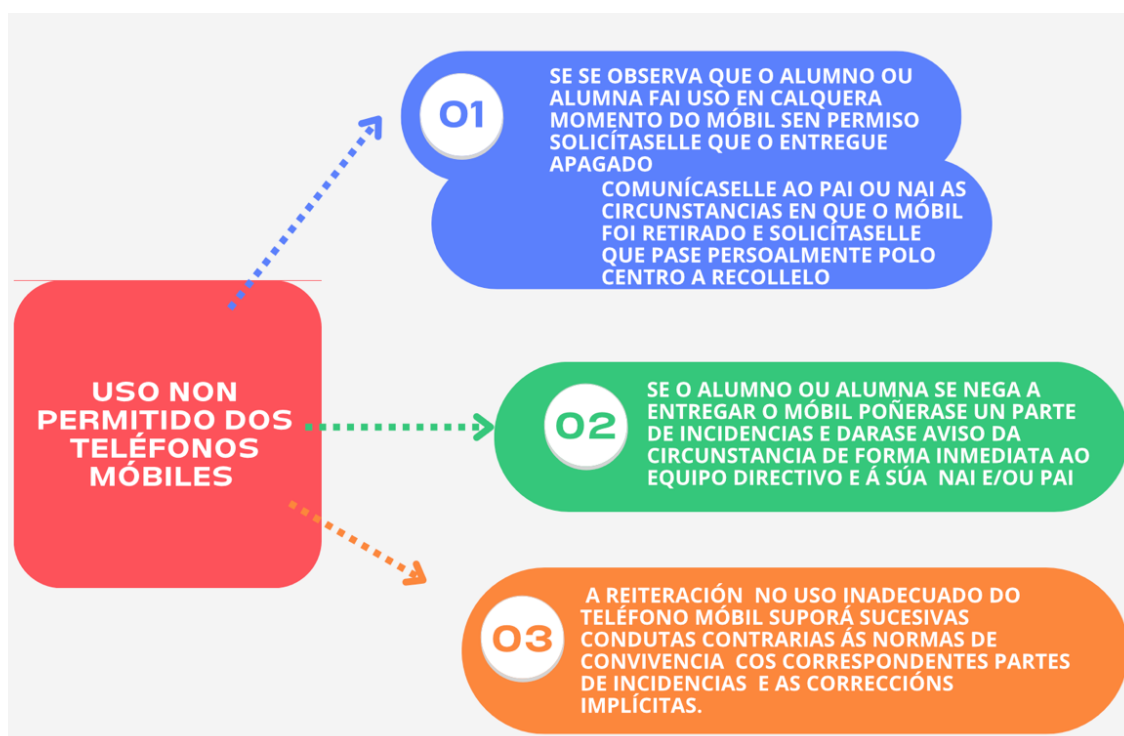 USO NON
PERMITIDO DOS
TELÉFONOS
MÓBILES
01
SE SE OBSERVA QUE O ALUMNO OU
ALUMNA FAI USO EN CALQUERA
MOMENTO DO MÓBIL SEN PERMISO
SOLICÍTASELLE QUE O ENTREGUE
APAGADO
COMUNÍCASELLE AO PAI OU NAI AS
CIRCUNSTANCIAS EN QUE O MÓBIL
FOI RETIRADO E SOLICÍTASELLE
QUE PASE PERSOALMENTE POLO
CENTRO A RECOLLELO
02
SE O ALUMNO OU ALUMNA SE NEGA A
ENTREGAR O MÓBIL POÑERASE UN PARTE
DE INCIDENCIAS E DARASE AVISO DA
CIRCUNSTANCIA DE FORMA INMEDIATA AO
EQUIPO DIRECTIVO E Á SÚA NAI E/OU PAI
03
A REITERACIÓN NO USO INADECUADO DO
TELÉFONO MÓBIL SUPORÁ SUCESIVAS
CONDUTAS CONTRARIAS ÁS NORMAS DE
CONVIVENCIA COS CORRESPONDENTES PARTES
DE INCIDENCIAS E AS CORRECCIÓNS
IMPLÍCITAS.